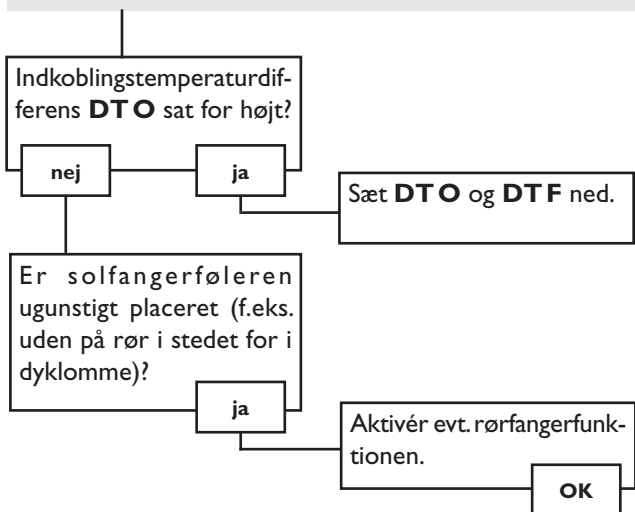 Indkoblingstemperaturdif-
ferens DT O sat for højt?
nej
ja
Sæt DT O og DT F ned.
Er solfangerføleren
ugunstigt placeret (f.eks.
uden på rør i stedet for i
dyklomme)?
ja
Aktivér evt. rørfangerfunk-
tionen.
OK